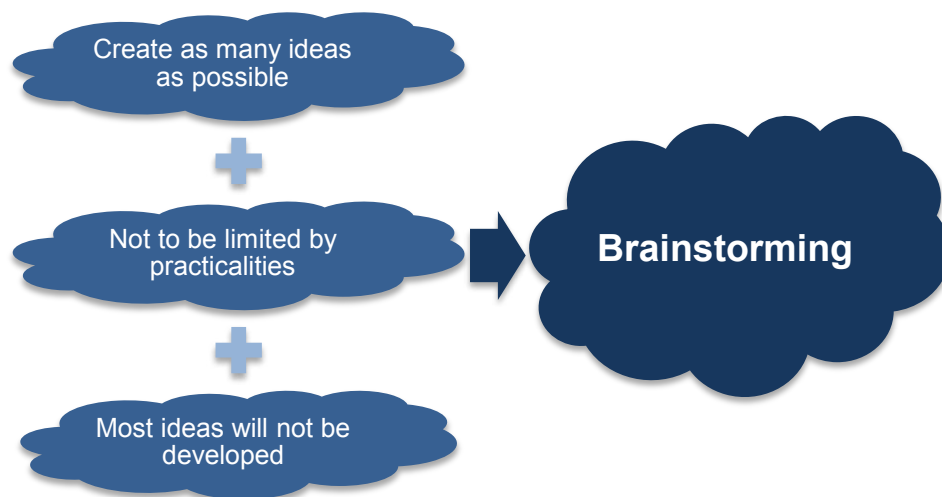 Create as many ideas
as possible
Not to be limited by
practicalities
Most ideas will not be
developed
Brainstorming